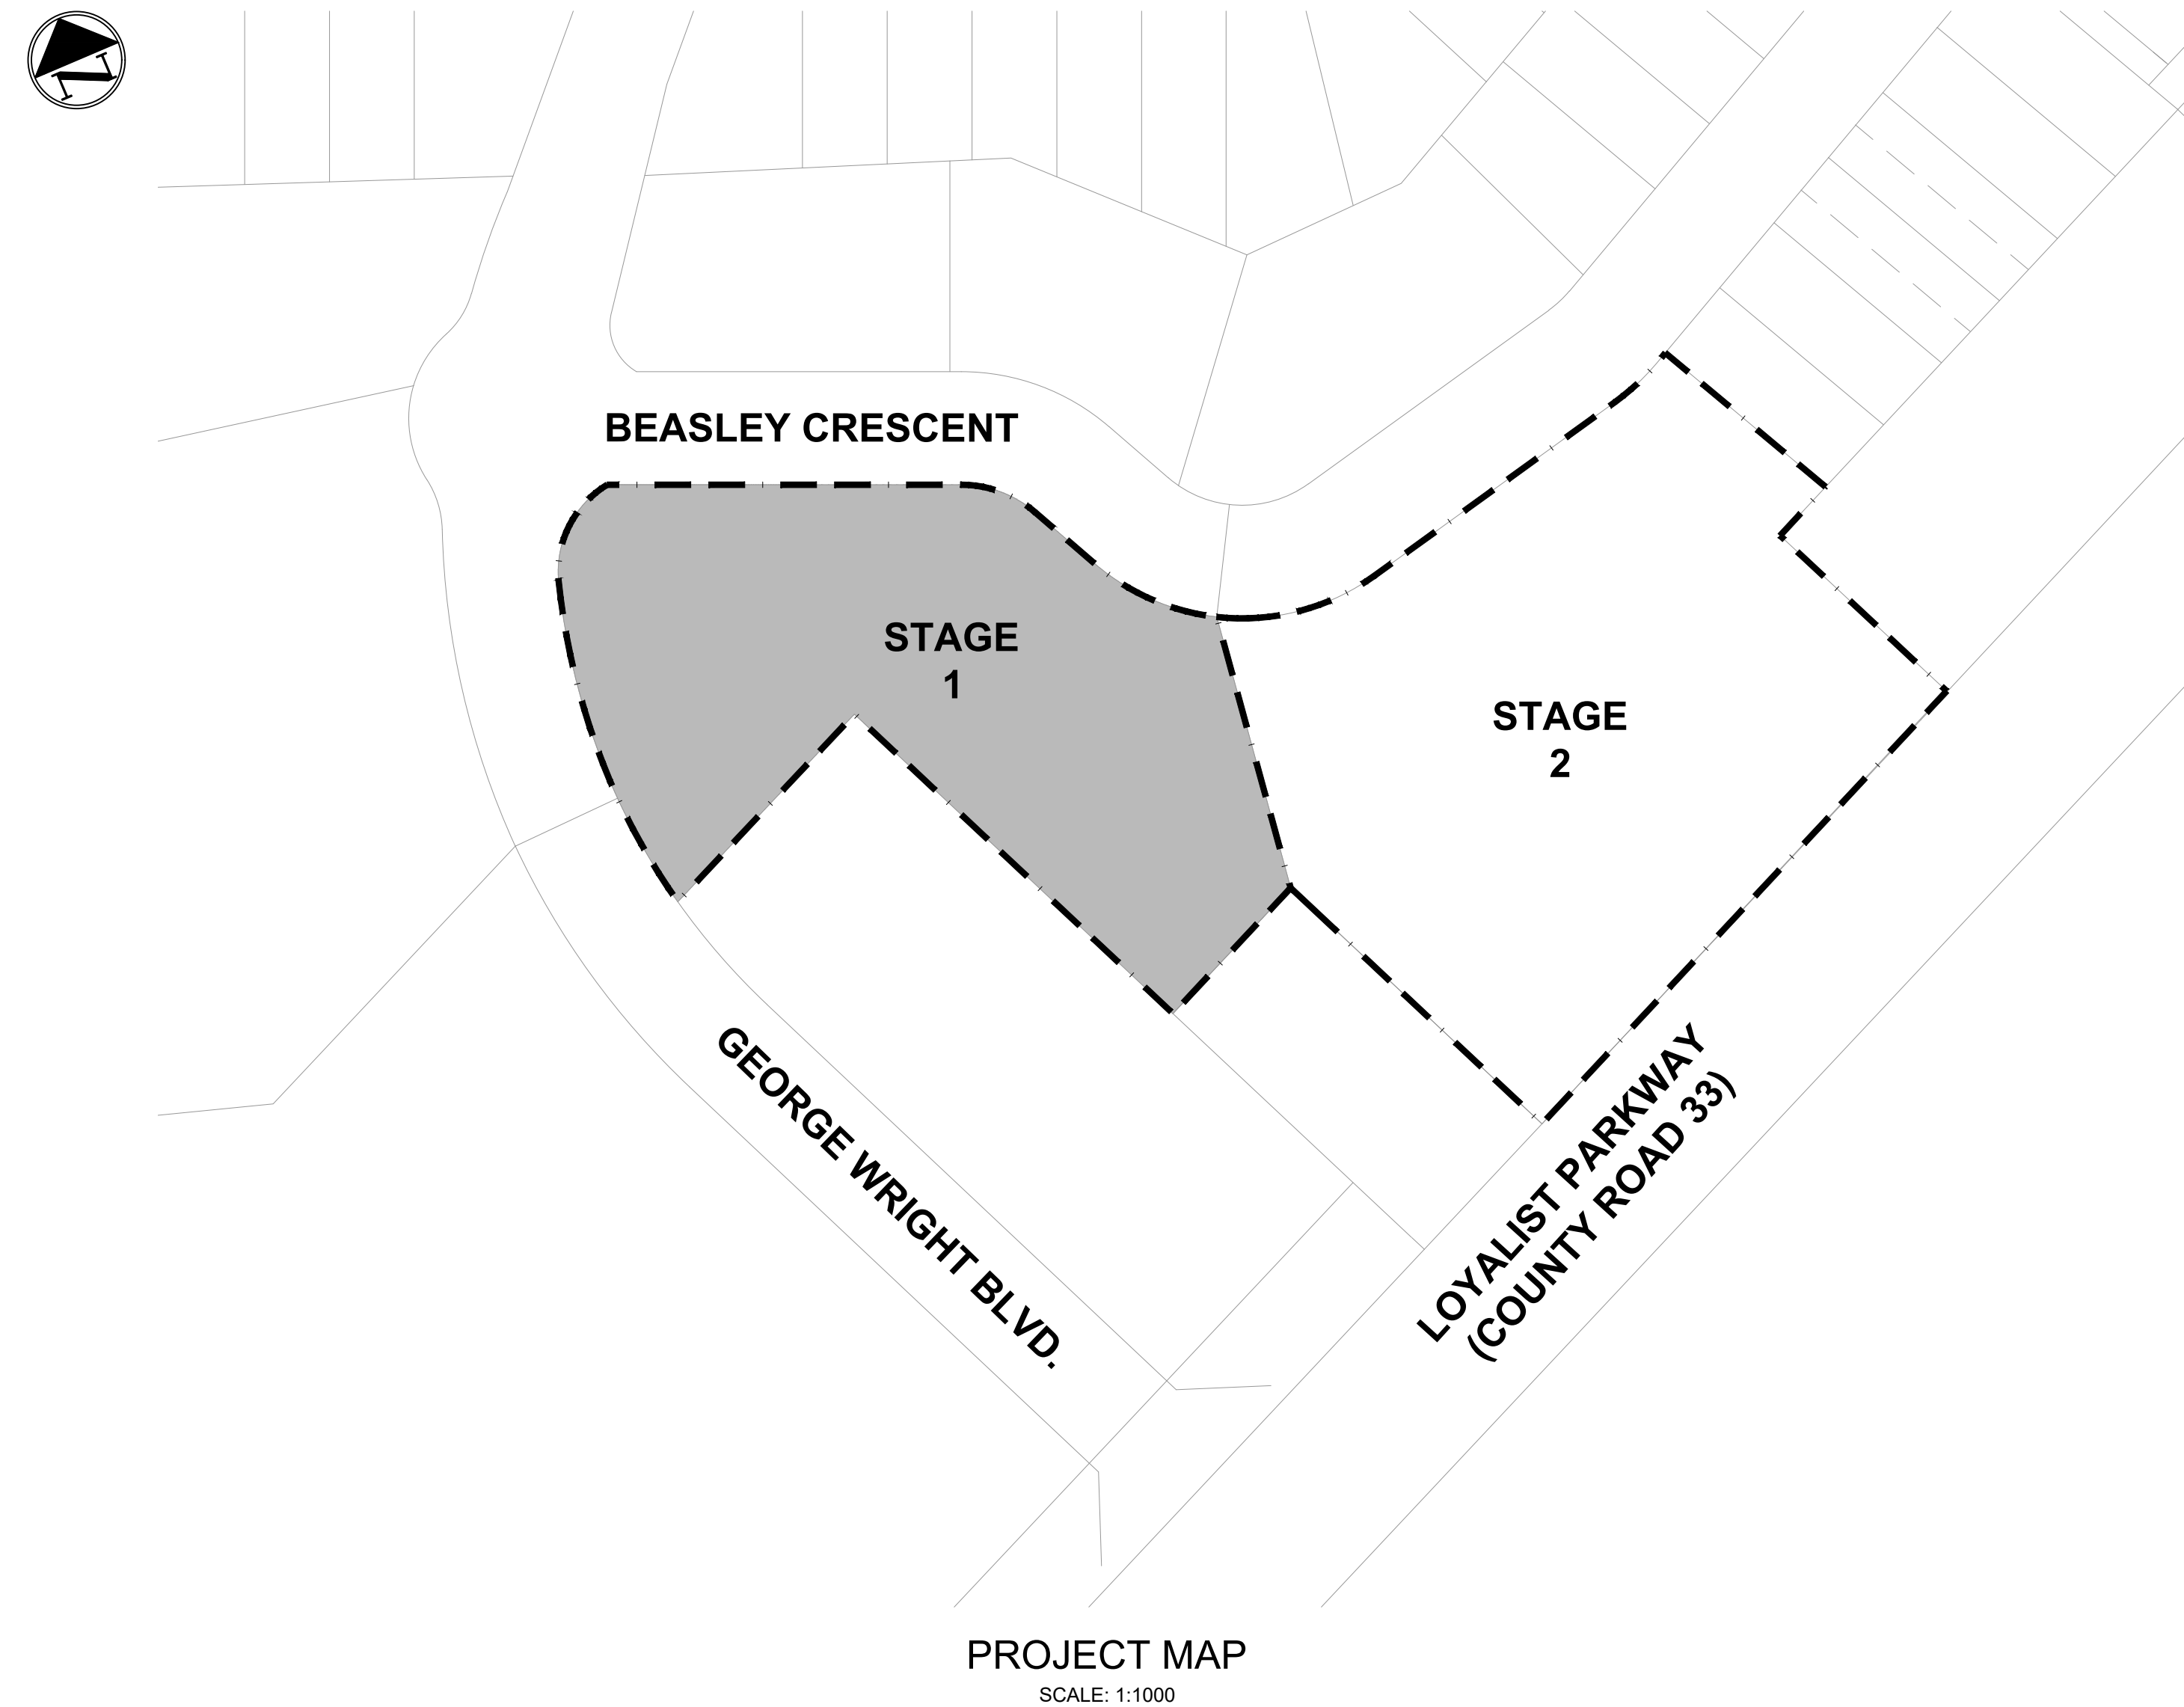 N
BEASLEY CRESCENT
STAGE
1
STAGE
2
GEORGE WRIGHT BLVD.
LOYALIST PARKWAY
(COUNTY ROAD 33)
PROJECT MAP
SCALE: 1:1000